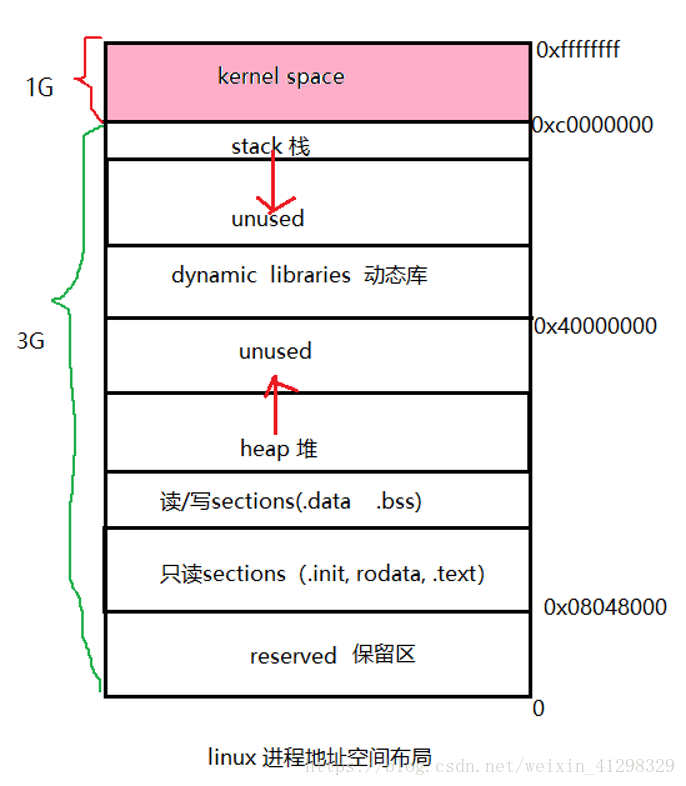 0xffffffff
kernel space
1G
0xc0000000
stack 栈
unused
dynamic libraries 动态库
0x40000000
3G
unused
heap 堆
读/写sections(.data .bss)
只读sections（.init, rodata, .text）
0x08048000
reserved 保留区
0
linux 进程地址空间布局
https://blog.csdn.net/weixin_41298329